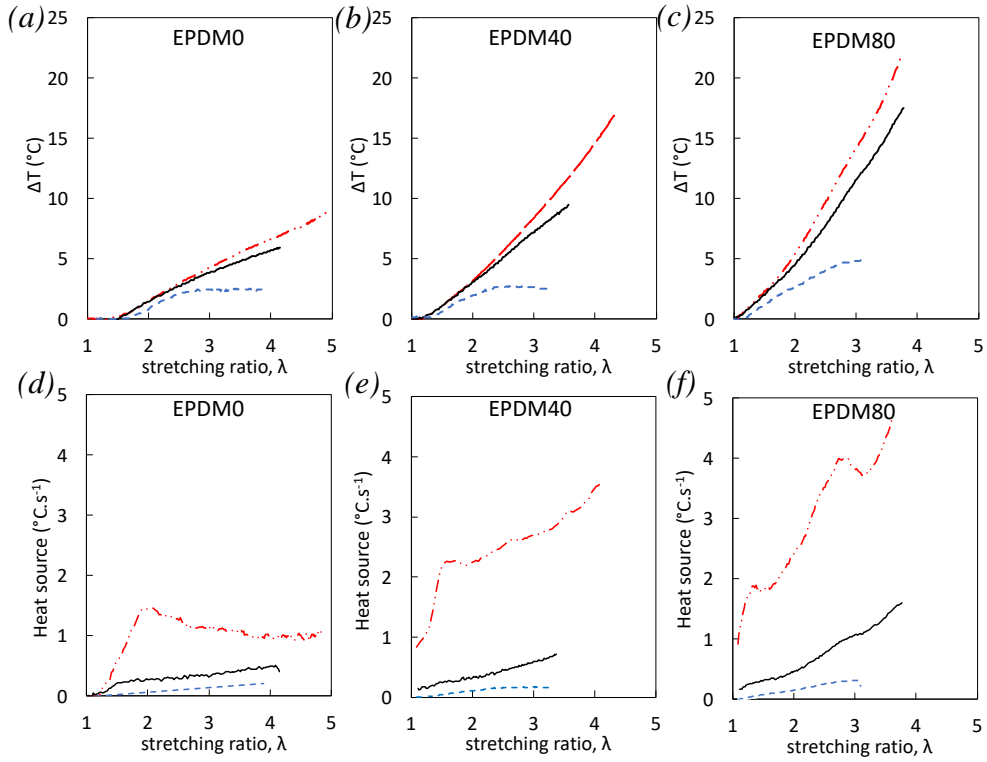 (a)
EPDM0
25
20
15
10
5
0
ΔT (°C)
1 2 3 4 5
stretching ratio, λ
(b)
EPDM40
25
20
15
10
5
0
ΔT (°C)
1 2 3 4 5
stretching ratio, λ
(c)
EPDM80
25
20
15
10
5
0
ΔT (°C)
1 2 3 4 5
stretching ratio, λ
(d)
EPDM0
5
4
3
2
1
0
Heat source (°C.s⁻¹)
1 2 3 4 5
stretching ratio, λ
(e)
EPDM40
5
4
3
2
1
0
Heat source (°C.s⁻¹)
1 2 3 4 5
stretching ratio, λ
(f)
EPDM80
5
4
3
2
1
0
Heat source (°C.s⁻¹)
1 2 3 4 5
stretching ratio, λ